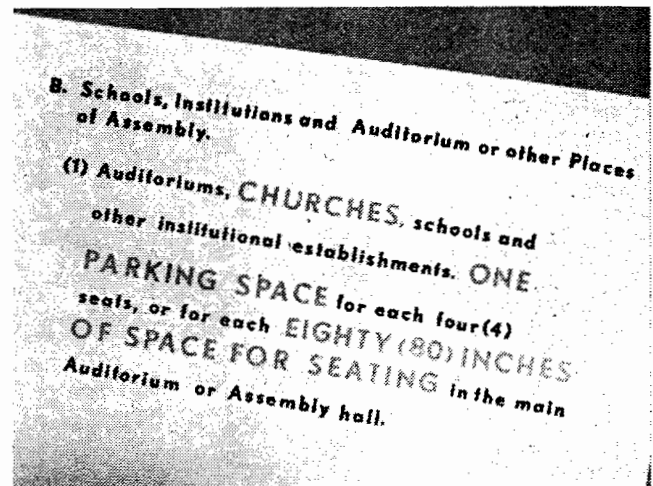 B. Schools, Institutions and Auditorium or other Places
of Assembly.
(1) Auditoriums, CHURCHES, schools and
other institutional establishments. ONE
PARKING SPACE for each four(4)
seats, or for each EIGHTY (80) INCHES
OF SPACE FOR SEATING in the main
Auditorium or Assembly hall.